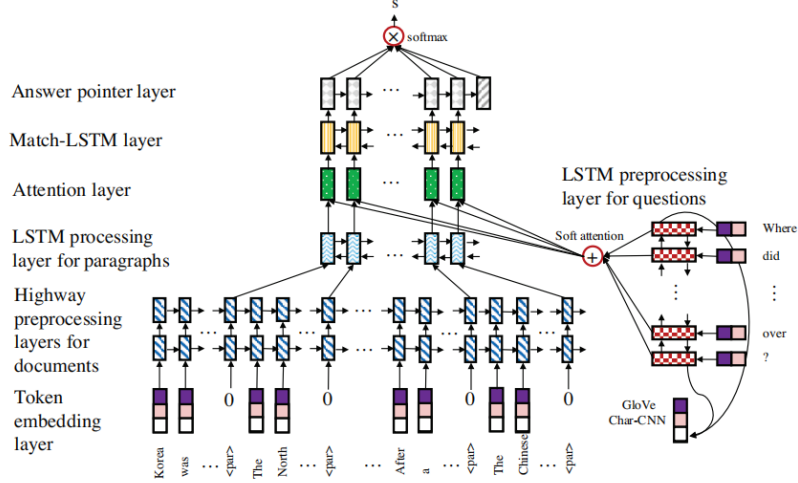 s
softmax
Answer pointer layer
...
Match-LSTM layer
...
Attention layer
...
LSTM preprocessing
layer for questions
Soft attention
LSTM processing
layer for paragraphs
...
Where
did
...
over
?
Highway
preprocessing
layers for
documents
... ... ... ... ...
Token
embedding
layer
0 0 0 0
GloVe
Char-CNN
Korea was ... <par> The North ... <par> ... After a ... <par> The Chinese ... <par>